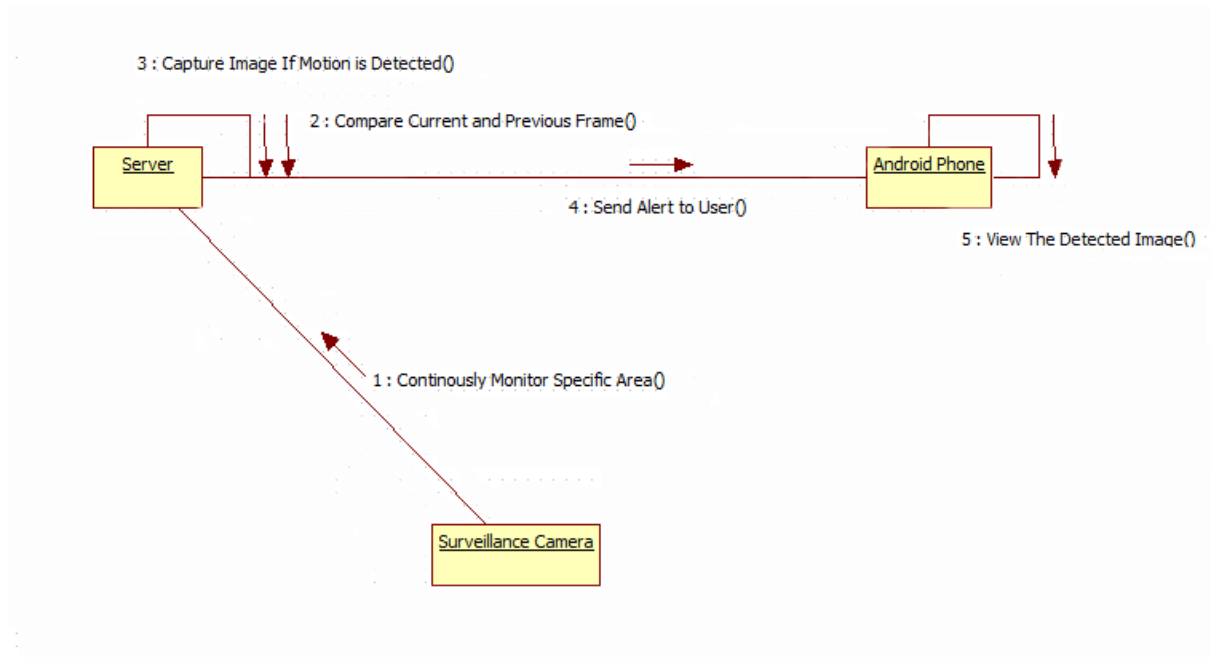 3 : Capture Image If Motion is Detected()
2 : Compare Current and Previous Frame()
Server
Android Phone
4 : Send Alert to User()
5 : View The Detected Image()
1 : Continously Monitor Specific Area()
Surveillance Camera